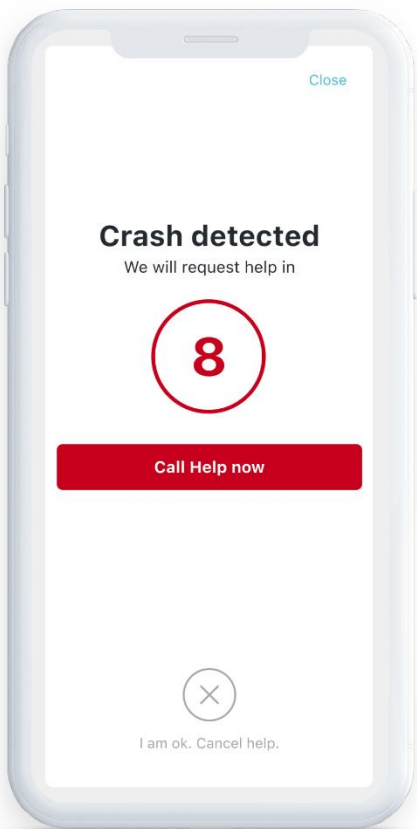 Close
Crash detected
We will request help in
8
Call Help now
I am ok. Cancel help.